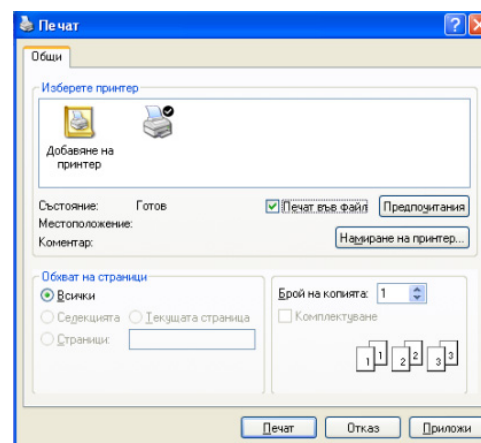 Печат
Общи
Изберете принтер
Добавяне на
принтер
Състояние: Готов
Печат във файл
Предпочитания
Местоположение:
Коментар:
Намиране на принтер...
Обхват на страници
Всички
Селекцията
Текущата страница
Страници:
Брой на копията: 1
Комплектуване
1 1 2 2 3 3
Печат
Отказ
Приложи